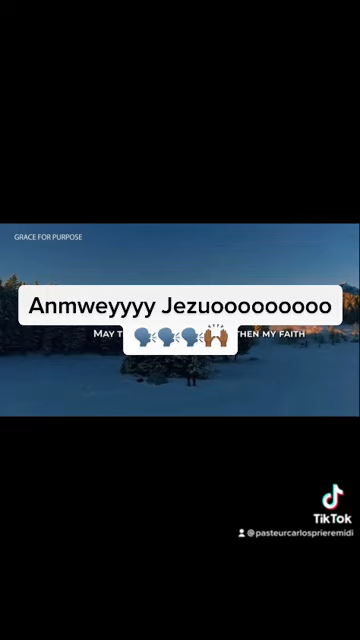 GRACE FOR PURPOSE
Anmweyyyy Jezuooooooooo
MAY T THEN MY FAITH
🗣️🗣️🗣️🙌🏾
TikTok
@pasteurcarlosprieremidi